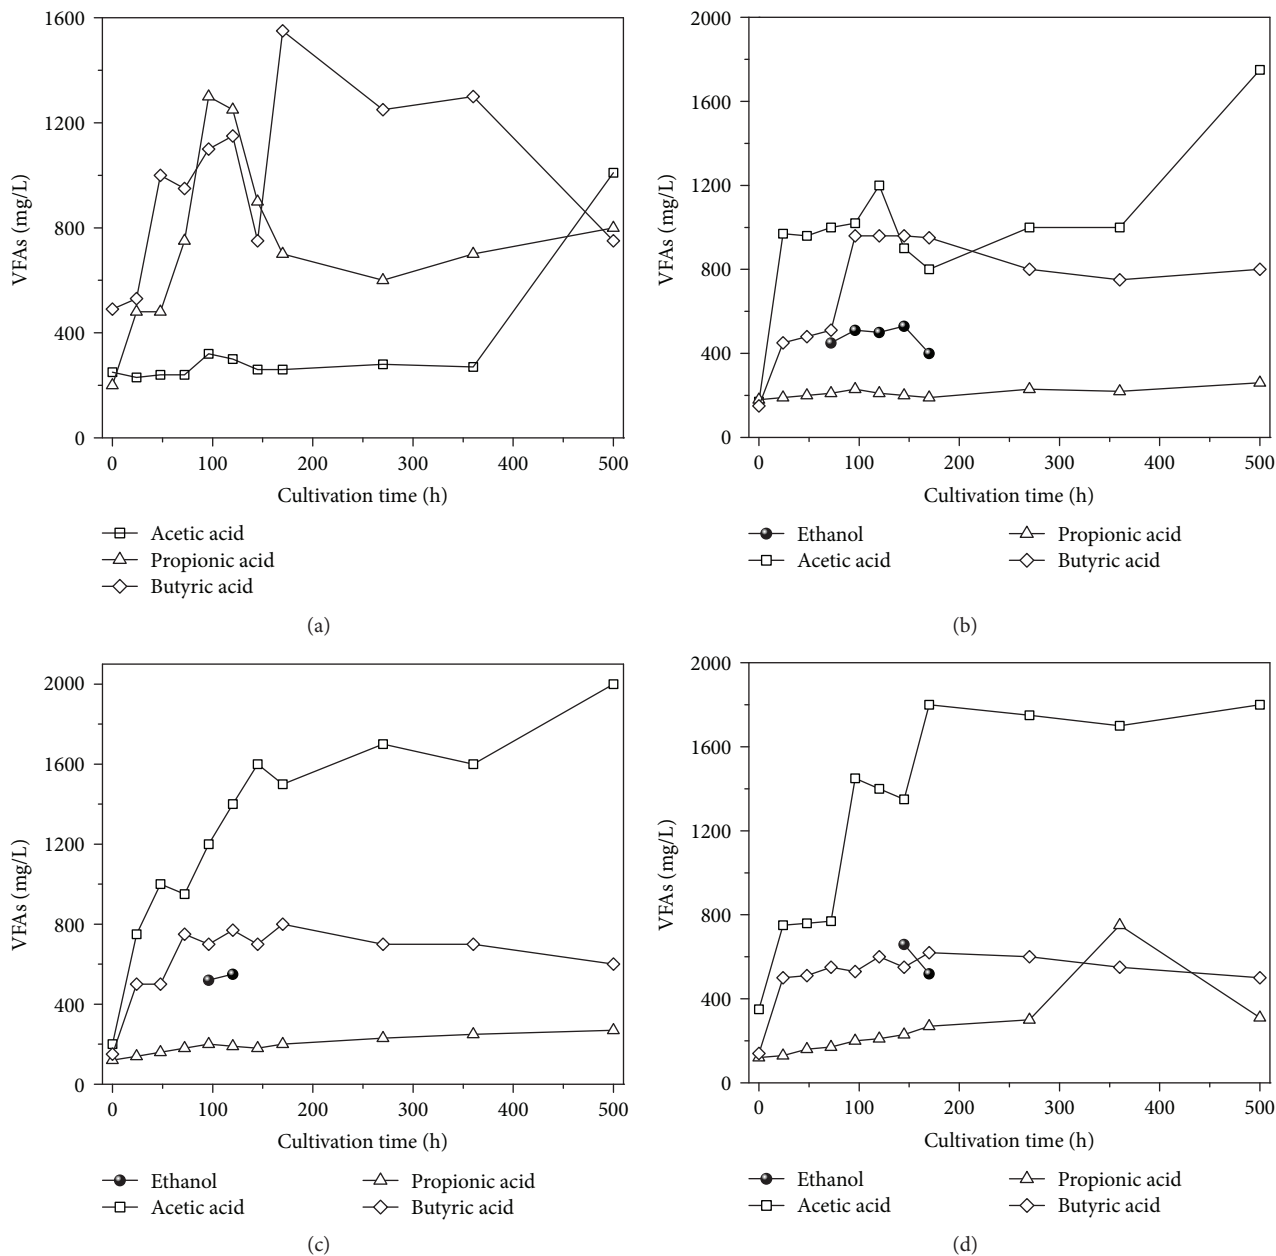 1600
1200
800
400
0
VFAs (mg/L)
0 100 200 300 400 500
Cultivation time (h)
Acetic acid
Propionic acid
Butyric acid
(a)
2000
1600
1200
800
400
0
VFAs (mg/L)
0 100 200 300 400 500
Cultivation time (h)
Ethanol Propionic acid
Acetic acid Butyric acid
(b)
2000
1600
1200
800
400
0
VFAs (mg/L)
0 100 200 300 400 500
Cultivation time (h)
Ethanol Propionic acid
Acetic acid Butyric acid
(c)
2000
1600
1200
800
400
0
VFAs (mg/L)
0 100 200 300 400 500
Cultivation time (h)
Ethanol Propionic acid
Acetic acid Butyric acid
(d)